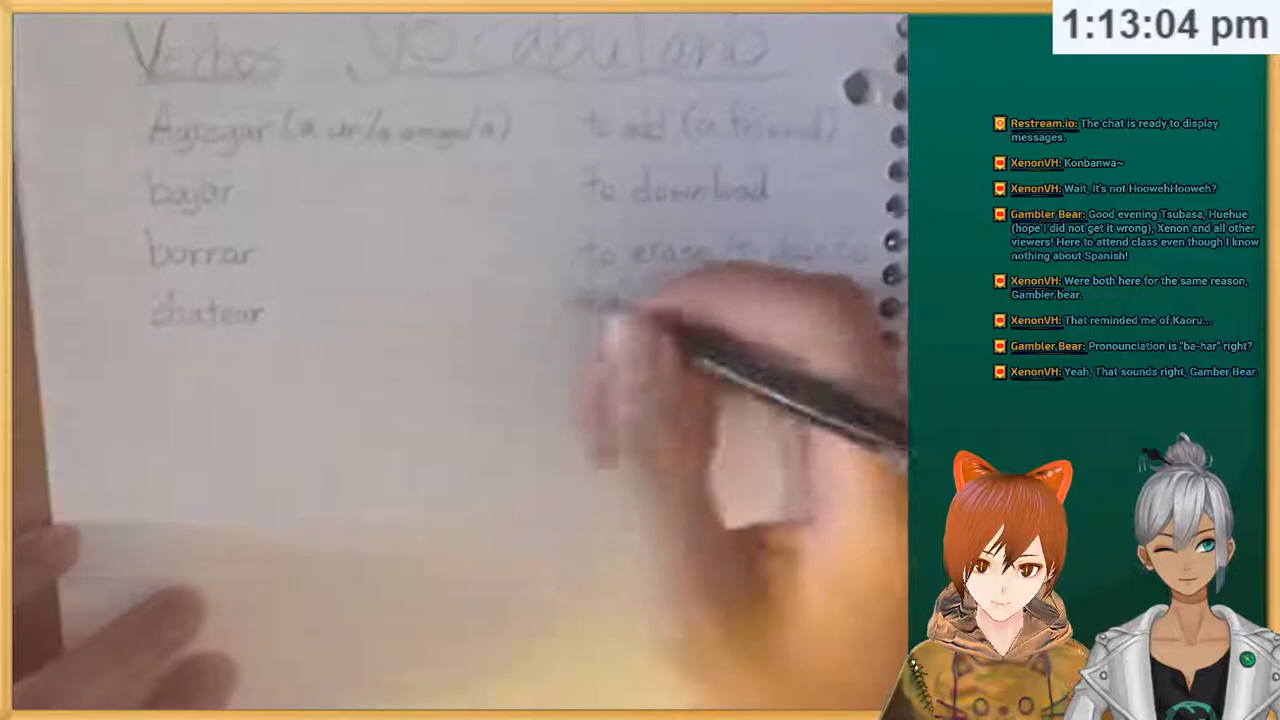 1:13:04 pm
Verbos Vocabulario
Agregar (a un/a amigo/a) to add (a friend)
bajar to download
borrar to erase, to delete
chatear to
Restream.io: The chat is ready to display
messages.
XenonVH: Konbanwa~
XenonVH: Wait, It's not HoowehHooweh?
Gambler Bear: Good evening Tsubasa, Huehue
(hope I did not get it wrong), Xenon and all other
viewers! Here to attend class even though I know
nothing about Spanish!
XenonVH: Were both here for the same reason,
Gambler bear.
XenonVH: That reminded me of Kaoru...
Gambler Bear: Pronounciation is "ba-har" right?
XenonVH: Yeah, That sounds right, Gamber Bear.